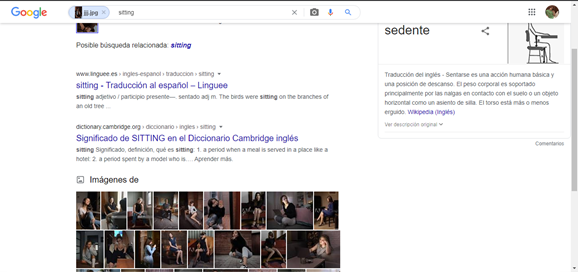 Google jjj.jpg sitting
Posible búsqueda relacionada: sitting
www.linguee.es › ingles-espanol › traduccion › sitting
sitting - Traducción al español – Linguee
sitting adjetivo / participio presente—. sentado adj m. The birds were sitting on the branches of
an old tree ...
dictionary.cambridge.org › diccionario › ingles › sitting
Significado de SITTING en el Diccionario Cambridge inglés
sitting Significado, definición, qué es sitting: 1. a period when a meal is served in a place like a
hotel: 2. a period spent by a model who is.... Aprender más.
Imágenes de
sedente
Traducción del inglés - Sentarse es una acción humana básica y
una posición de descanso. El peso corporal es soportado
principalmente por las nalgas en contacto con el suelo o un objeto
horizontal como un asiento de silla. El torso está más o menos
erguido. Wikipedia (Inglés)
Ver descripción original
Comentarios